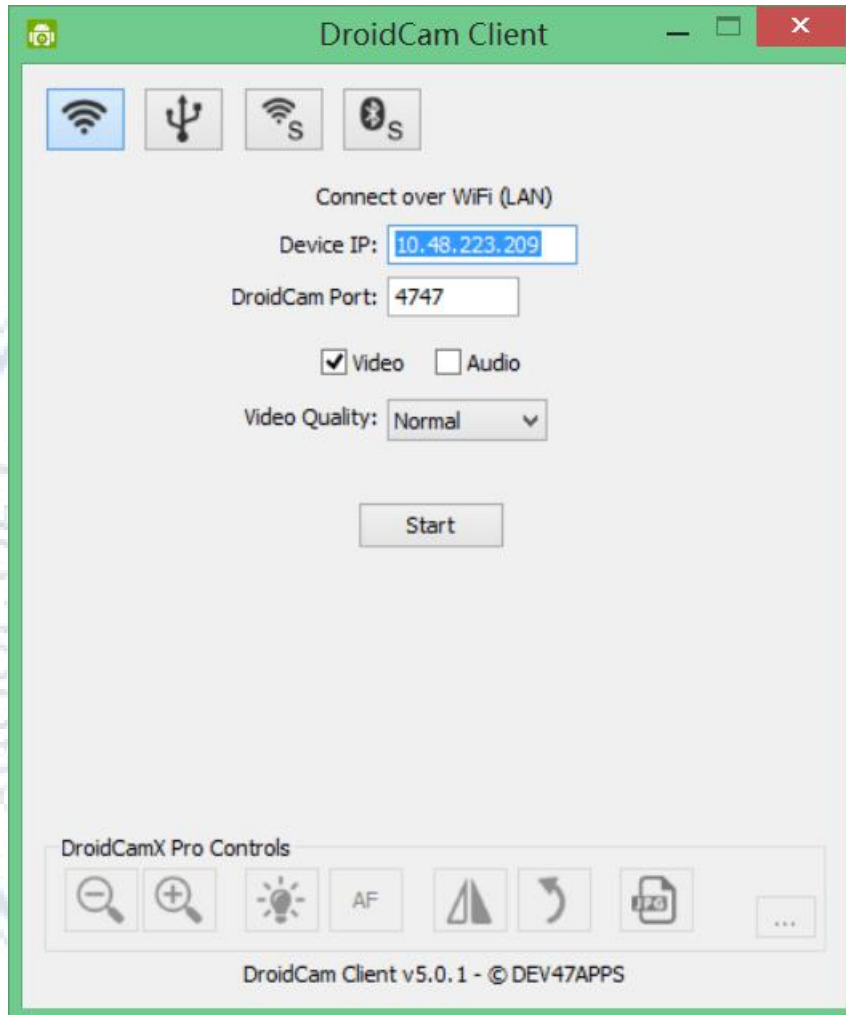 DroidCam Client
S
S
Connect over WiFi (LAN)
Device IP: 10.48.223.209
DroidCam Port: 4747
Video Audio
Video Quality: Normal
Start
DroidCamX Pro Controls
AF
JPG
...
DroidCam Client v5.0.1 - © DEV47APPS